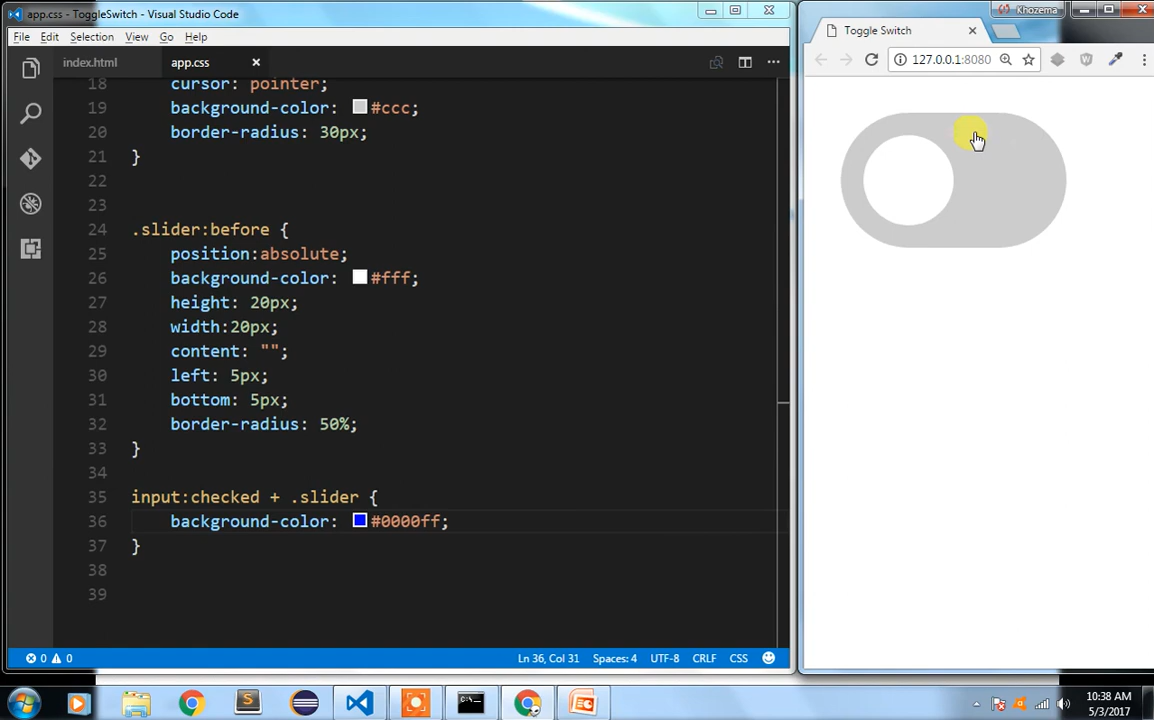 app.css - ToggleSwitch - Visual Studio Code
File Edit Selection View Go Help
index.html app.css
18 cursor: pointer;
19 background-color: #ccc;
20 border-radius: 30px;
21 }
22
23
24 .slider:before {
25 position:absolute;
26 background-color: #fff;
27 height: 20px;
28 width:20px;
29 content: "";
30 left: 5px;
31 bottom: 5px;
32 border-radius: 50%;
33 }
34
35 input:checked + .slider {
36 background-color: #0000ff;
37 }
38
39
0 0 Ln 36, Col 31 Spaces: 4 UTF-8 CRLF CSS
Khozema
Toggle Switch
127.0.0.1:8080
10:38 AM
5/3/2017